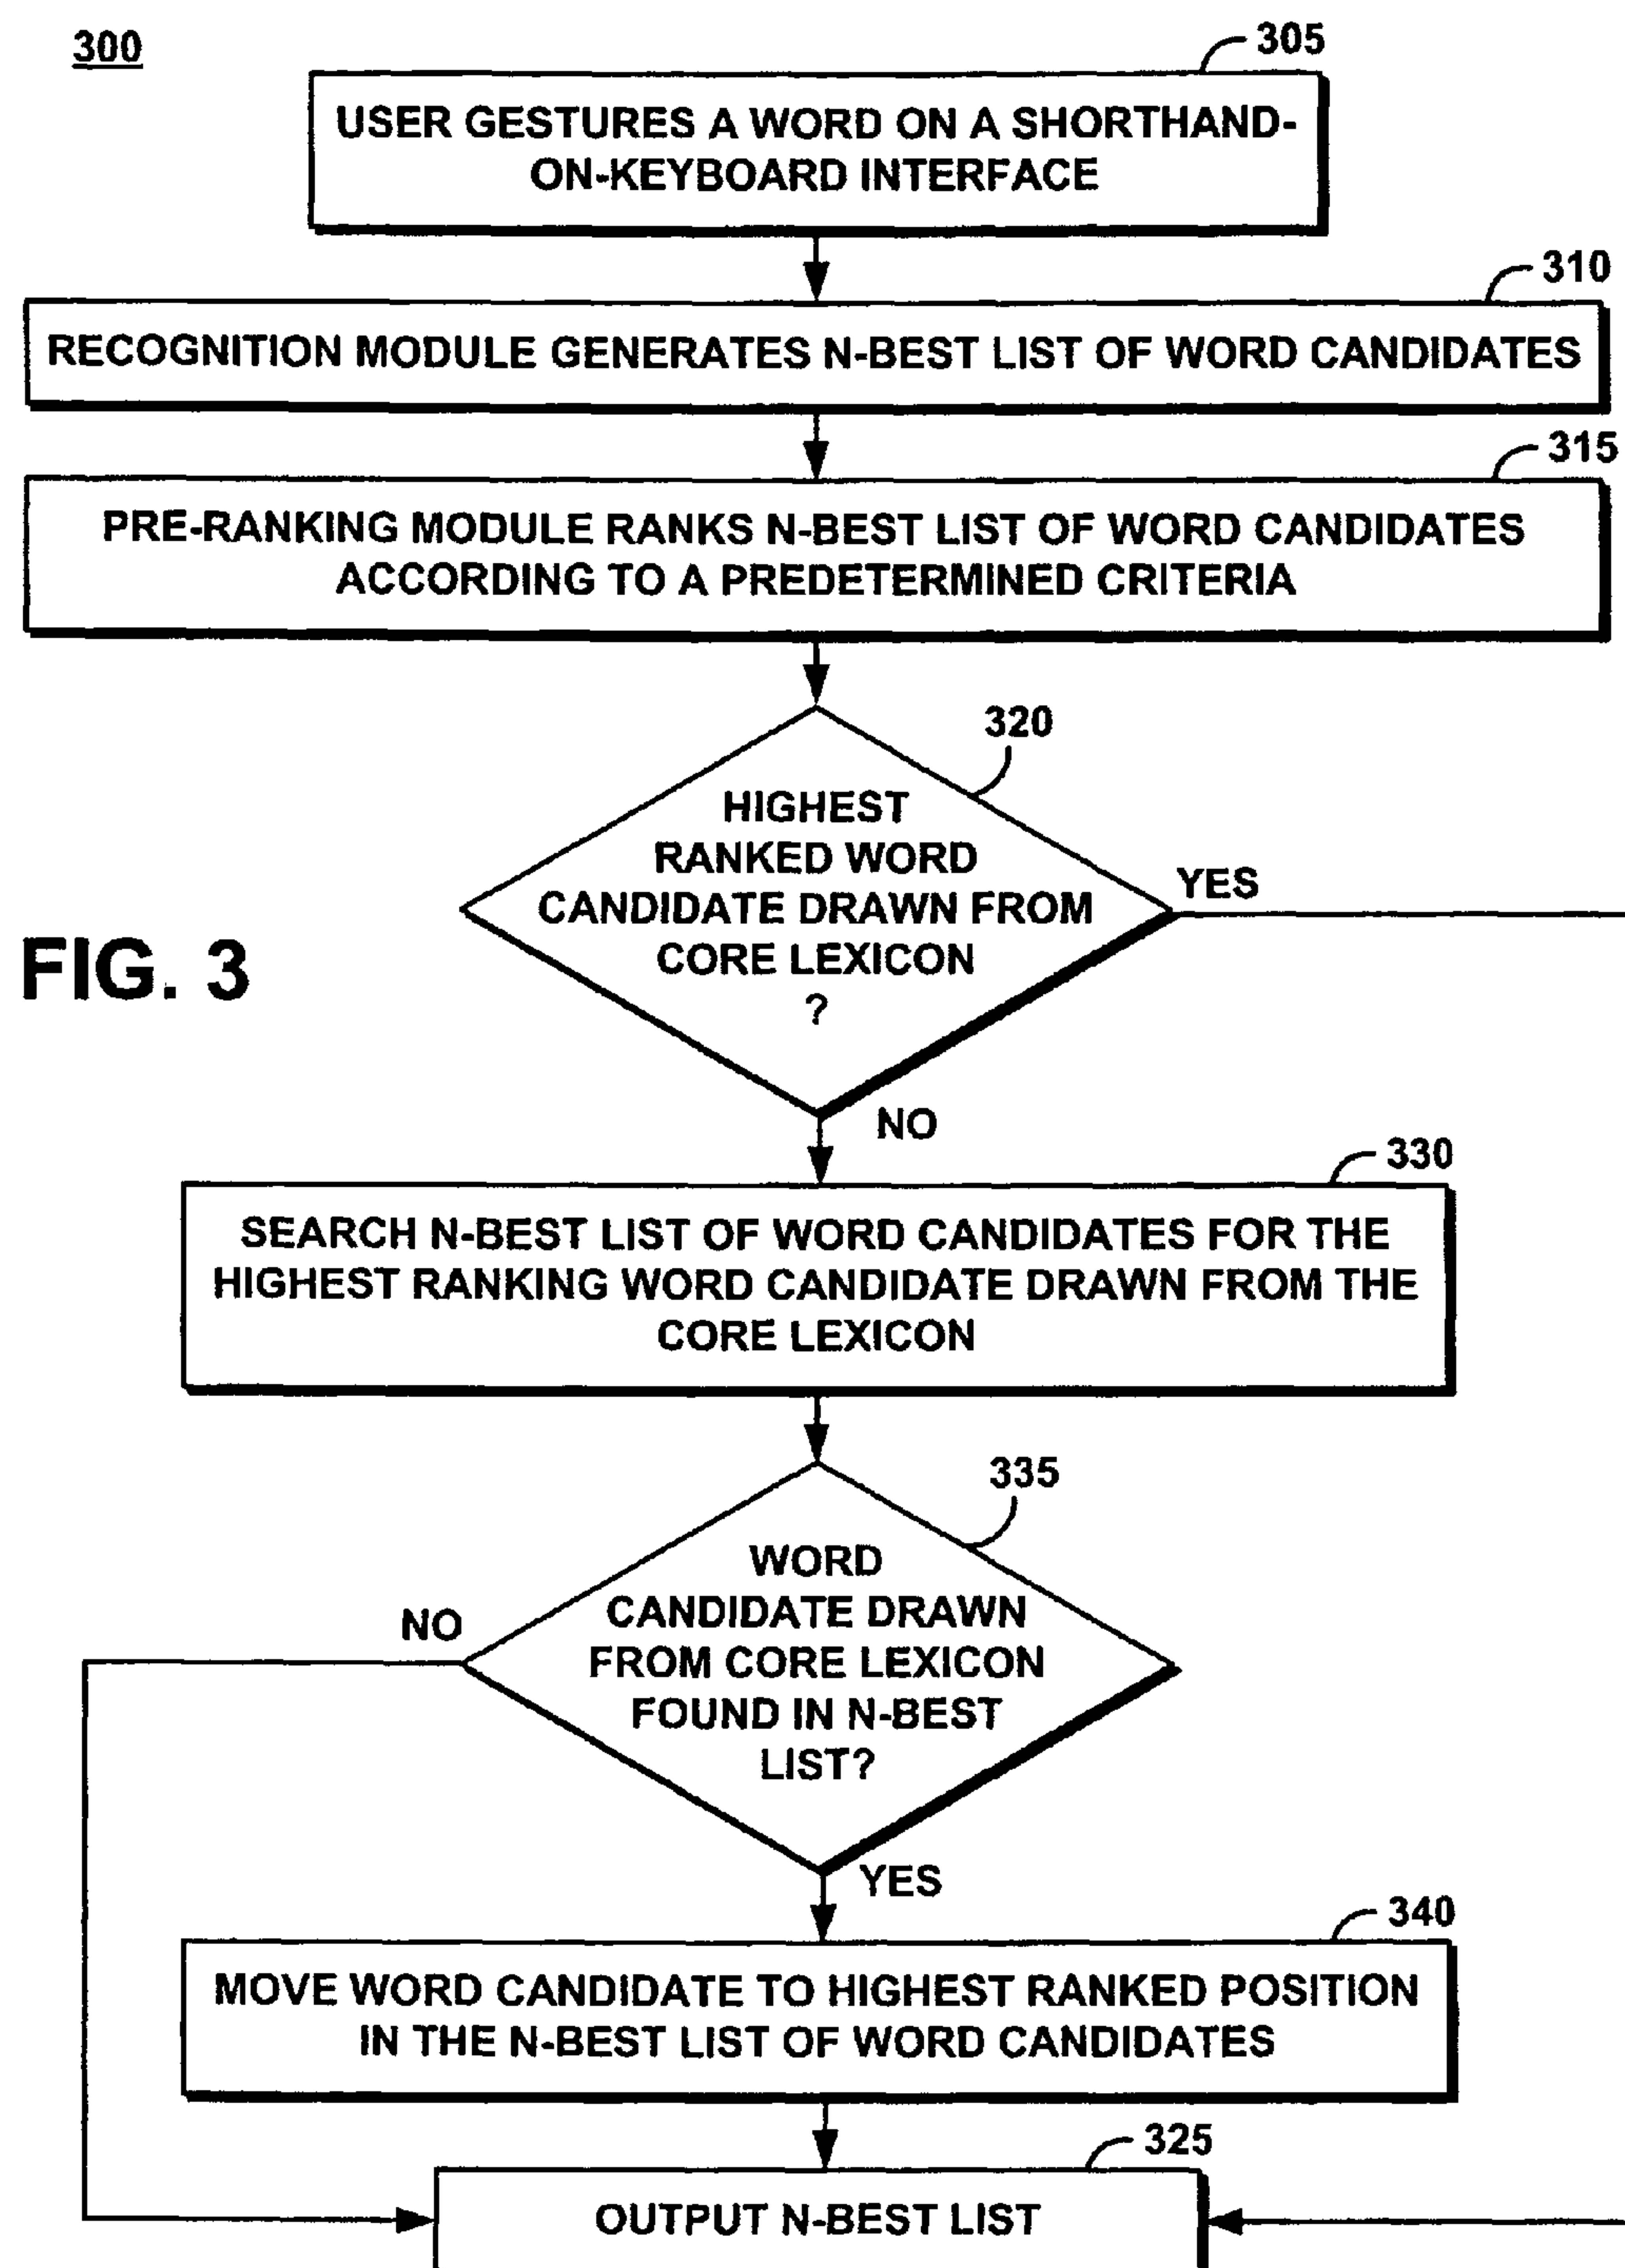 300
305
USER GESTURES A WORD ON A SHORTHAND-
ON-KEYBOARD INTERFACE
310
RECOGNITION MODULE GENERATES N-BEST LIST OF WORD CANDIDATES
315
PRE-RANKING MODULE RANKS N-BEST LIST OF WORD CANDIDATES
ACCORDING TO A PREDETERMINED CRITERIA
320
HIGHEST
RANKED WORD
CANDIDATE DRAWN FROM
CORE LEXICON
?
YES
FIG. 3
NO
330
SEARCH N-BEST LIST OF WORD CANDIDATES FOR THE
HIGHEST RANKING WORD CANDIDATE DRAWN FROM THE
CORE LEXICON
335
WORD
CANDIDATE DRAWN
FROM CORE LEXICON
FOUND IN N-BEST
LIST?
NO
YES
340
MOVE WORD CANDIDATE TO HIGHEST RANKED POSITION
IN THE N-BEST LIST OF WORD CANDIDATES
325
OUTPUT N-BEST LIST